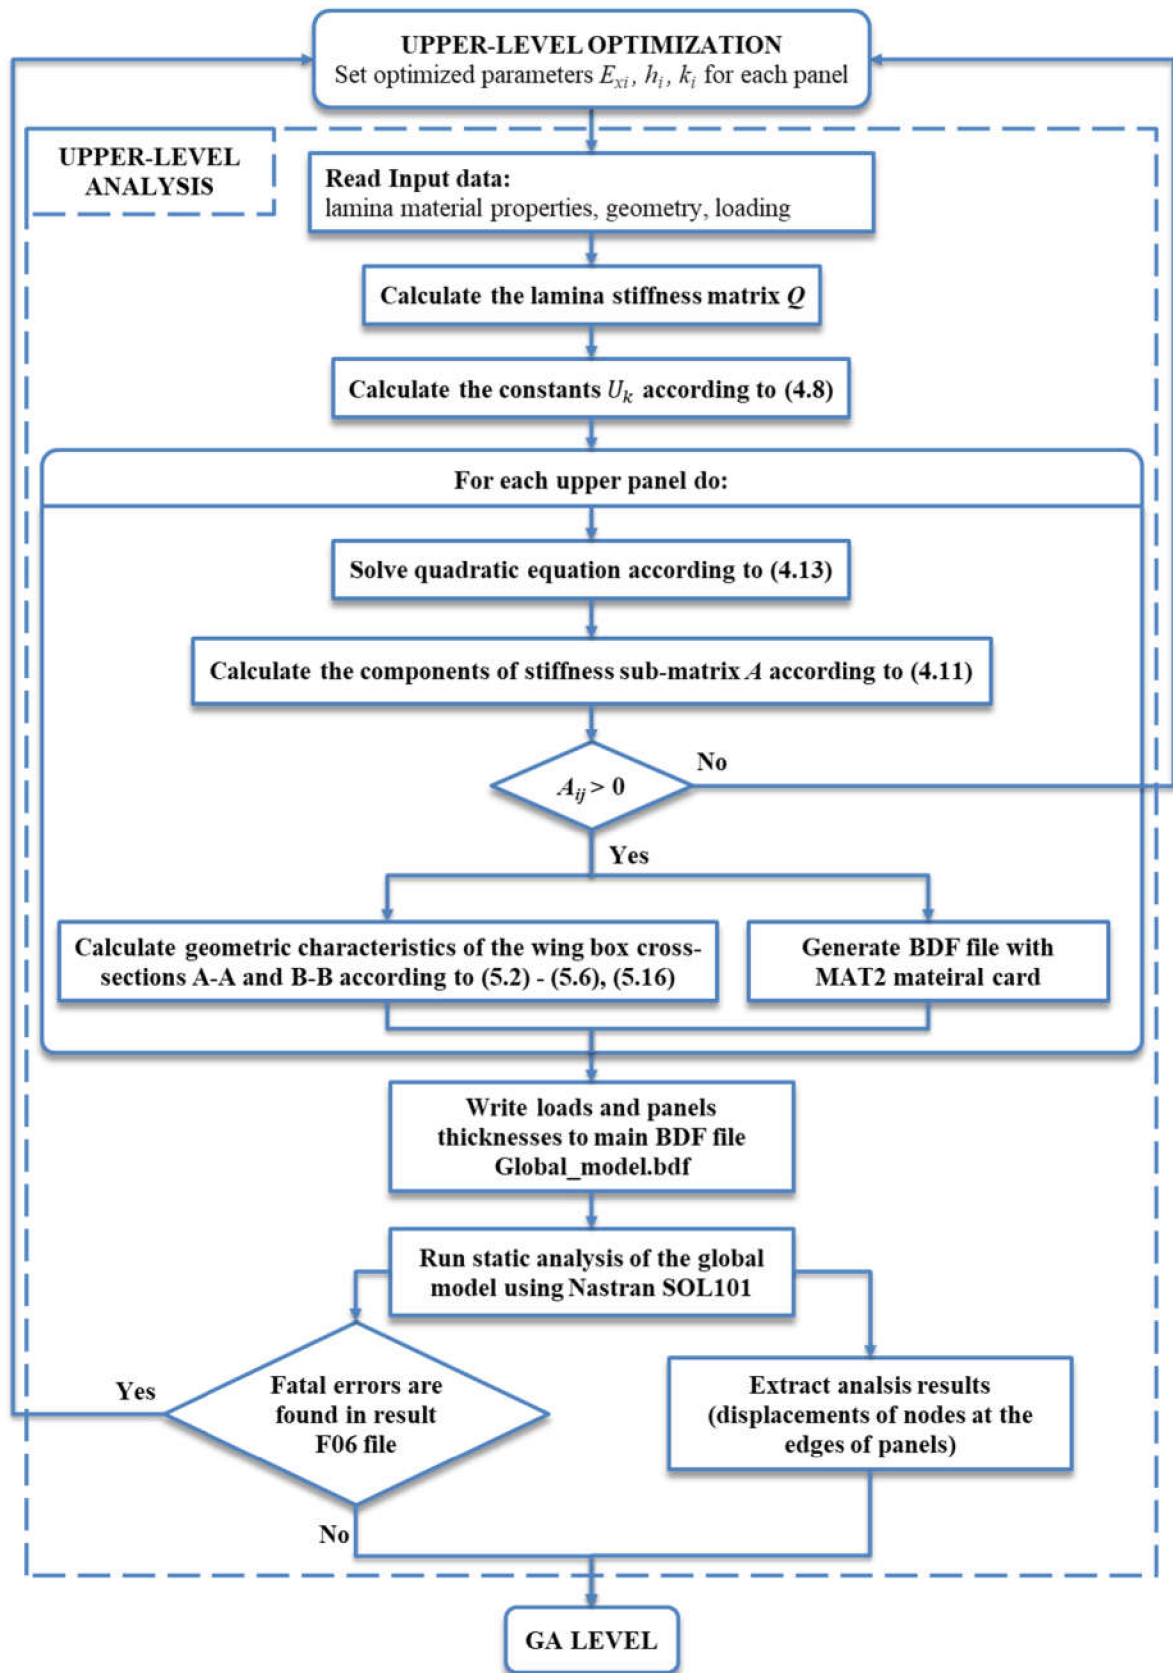 UPPER-LEVEL OPTIMIZATION
Set optimized parameters Exi, hi, ki for each panel
UPPER-LEVEL
ANALYSIS
Read Input data:
lamina material properties, geometry, loading
Calculate the lamina stiffness matrix Q
Calculate the constants Uk according to (4.8)
For each upper panel do:
Solve quadratic equation according to (4.13)
Calculate the components of stiffness sub-matrix A according to (4.11)
Aij > 0
No
Yes
Calculate geometric characteristics of the wing box cross-
sections A-A and B-B according to (5.2) - (5.6), (5.16)
Generate BDF file with
MAT2 mateiral card
Write loads and panels
thicknesses to main BDF file
Global_model.bdf
Run static analysis of the global
model using Nastran SOL101
Yes
Fatal errors are
found in result
F06 file
No
Extract analsis results
(displacements of nodes at the
edges of panels)
GA LEVEL